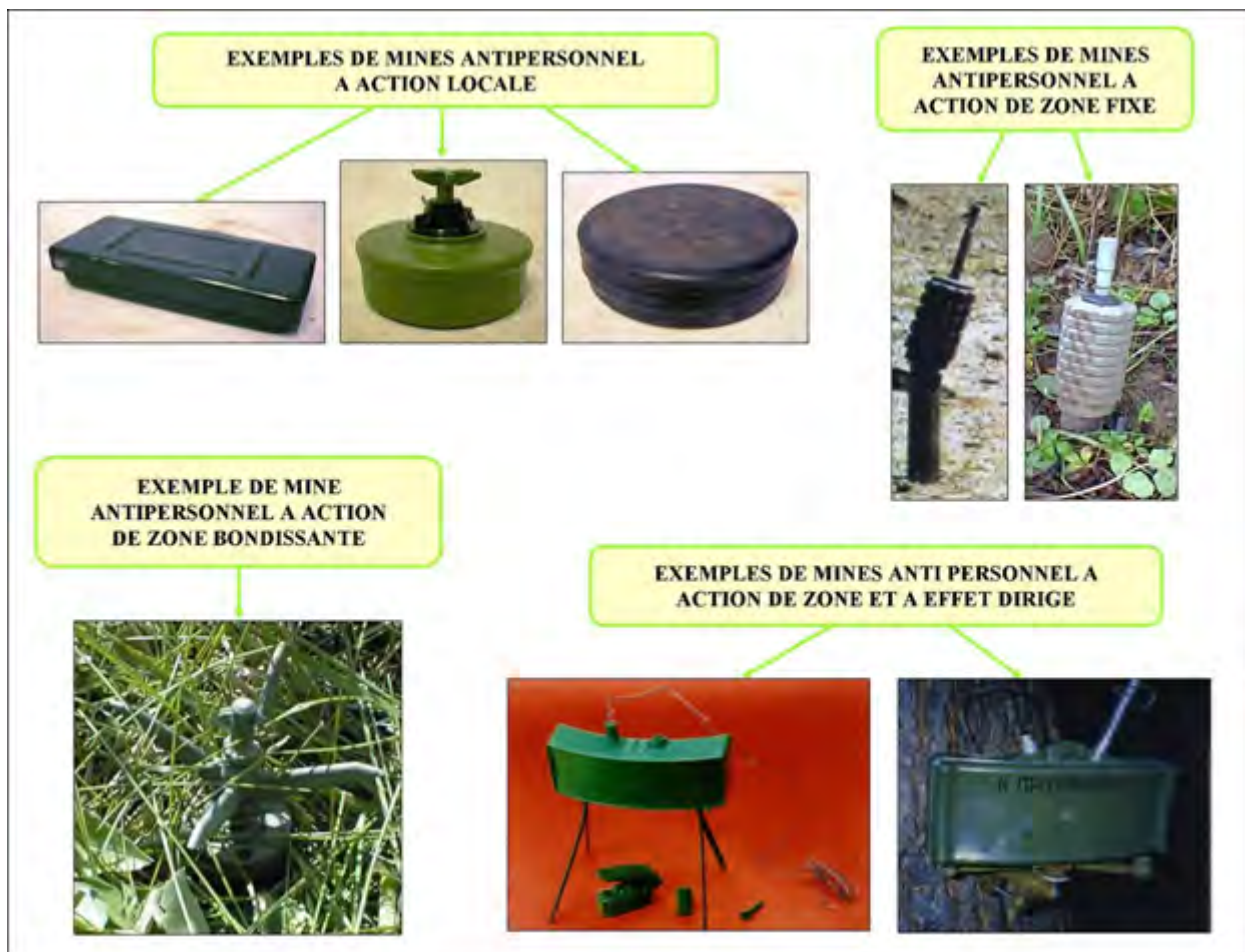 EXEMPLES DE MINES ANTIPERSONNEL
A ACTION LOCALE
EXEMPLES DE MINES
ANTIPERSONNEL A
ACTION DE ZONE FIXE
EXEMPLE DE MINE
ANTIPERSONNEL A ACTION
DE ZONE BONDISSANTE
EXEMPLES DE MINES ANTI PERSONNEL A
ACTION DE ZONE ET A EFFET DIRIGE